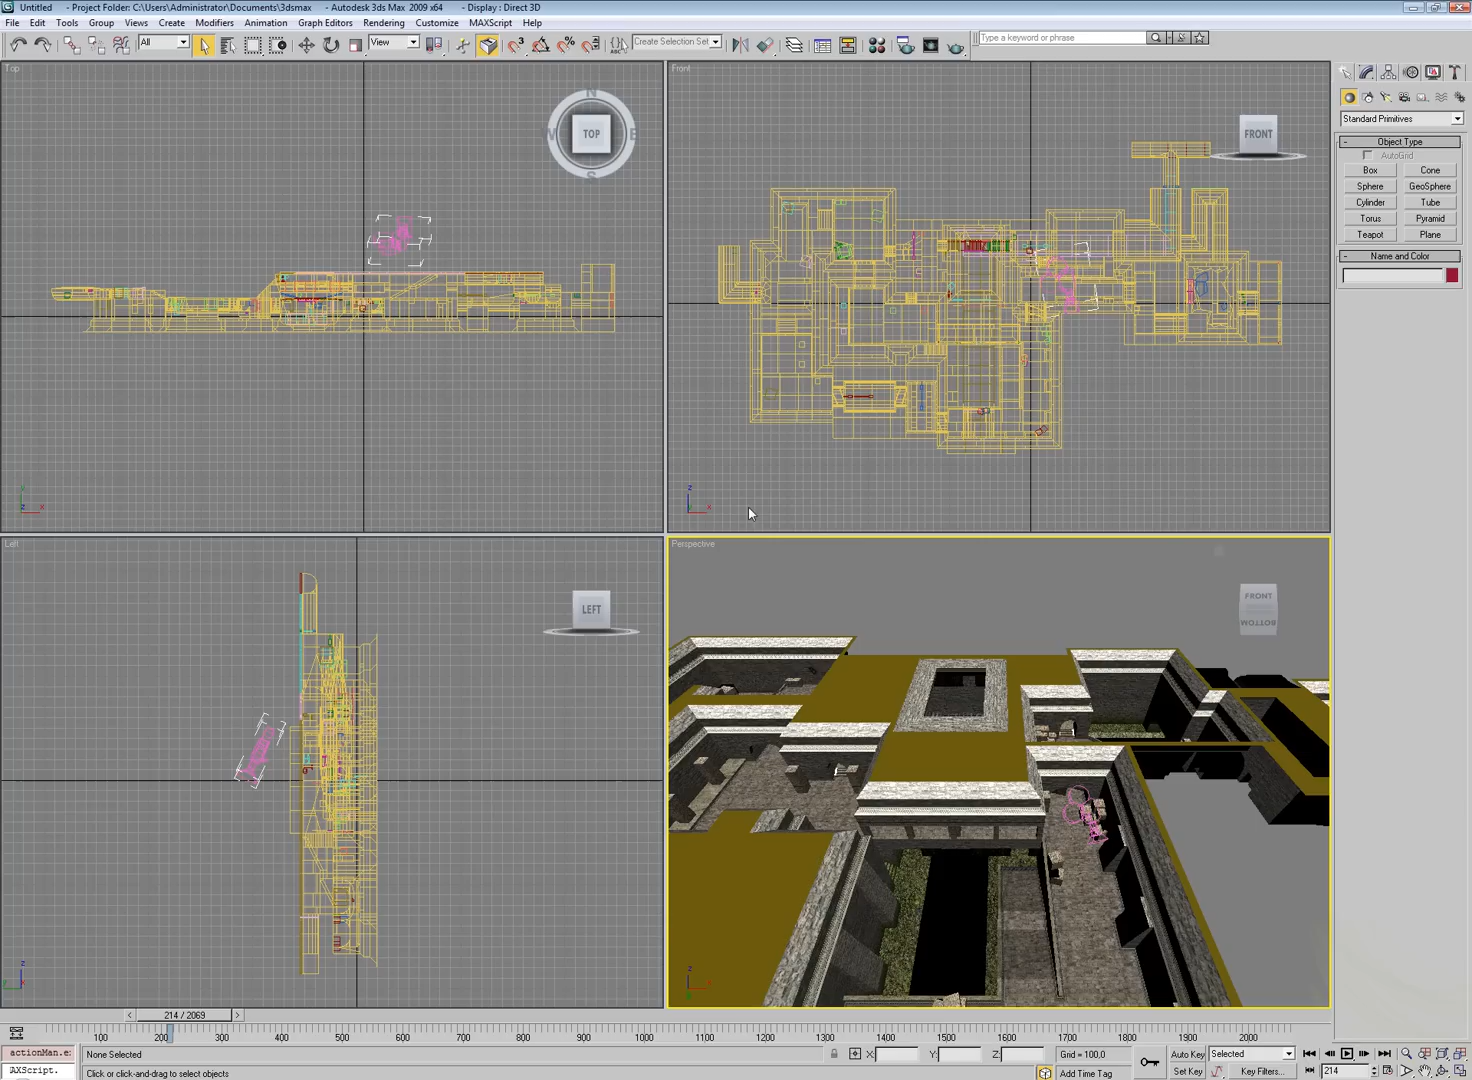 Untitled - Project Folder: C:\Users\Administrator\Documents\3dsmax - Autodesk 3ds Max 2009 x64 - Display : Direct 3D
File Edit Tools Group Views Create Modifiers Animation Graph Editors Rendering Customize MAXScript Help
All View Create Selection Set Type a keyword or phrase
Top
N
W TOP E
S
Front
FRONT
Standard Primitives
- Object Type
AutoGrid
Box Cone
Sphere GeoSphere
Cylinder Tube
Torus Pyramid
Teapot Plane
- Name and Color
Left
LEFT
Perspective
FRONT
BOTTOM
< 214 / 2069 >
100 200 300 400 500 600 700 800 900 1000 1100 1200 1300 1400 1500 1600 1700 1800 1900 2000
actionMan.e: None Selected X: Y: Z: Grid = 100,0 Auto Key Selected
AXScript. Click or click-and-drag to select objects Add Time Tag Set Key Key Filters... 214